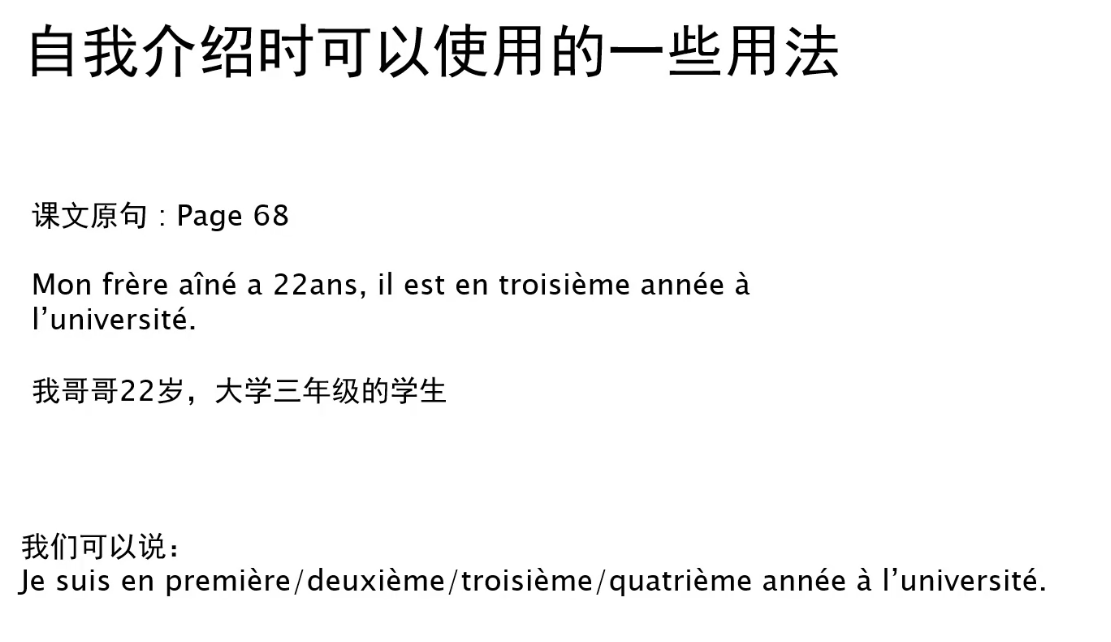 自我介绍时可以使用的一些用法
课文原句：Page 68
Mon frère aîné a 22ans, il est en troisième année à
l’université.
我哥哥22岁，大学三年级的学生
我们可以说：
Je suis en première/deuxième/troisième/quatrième année à l’université.